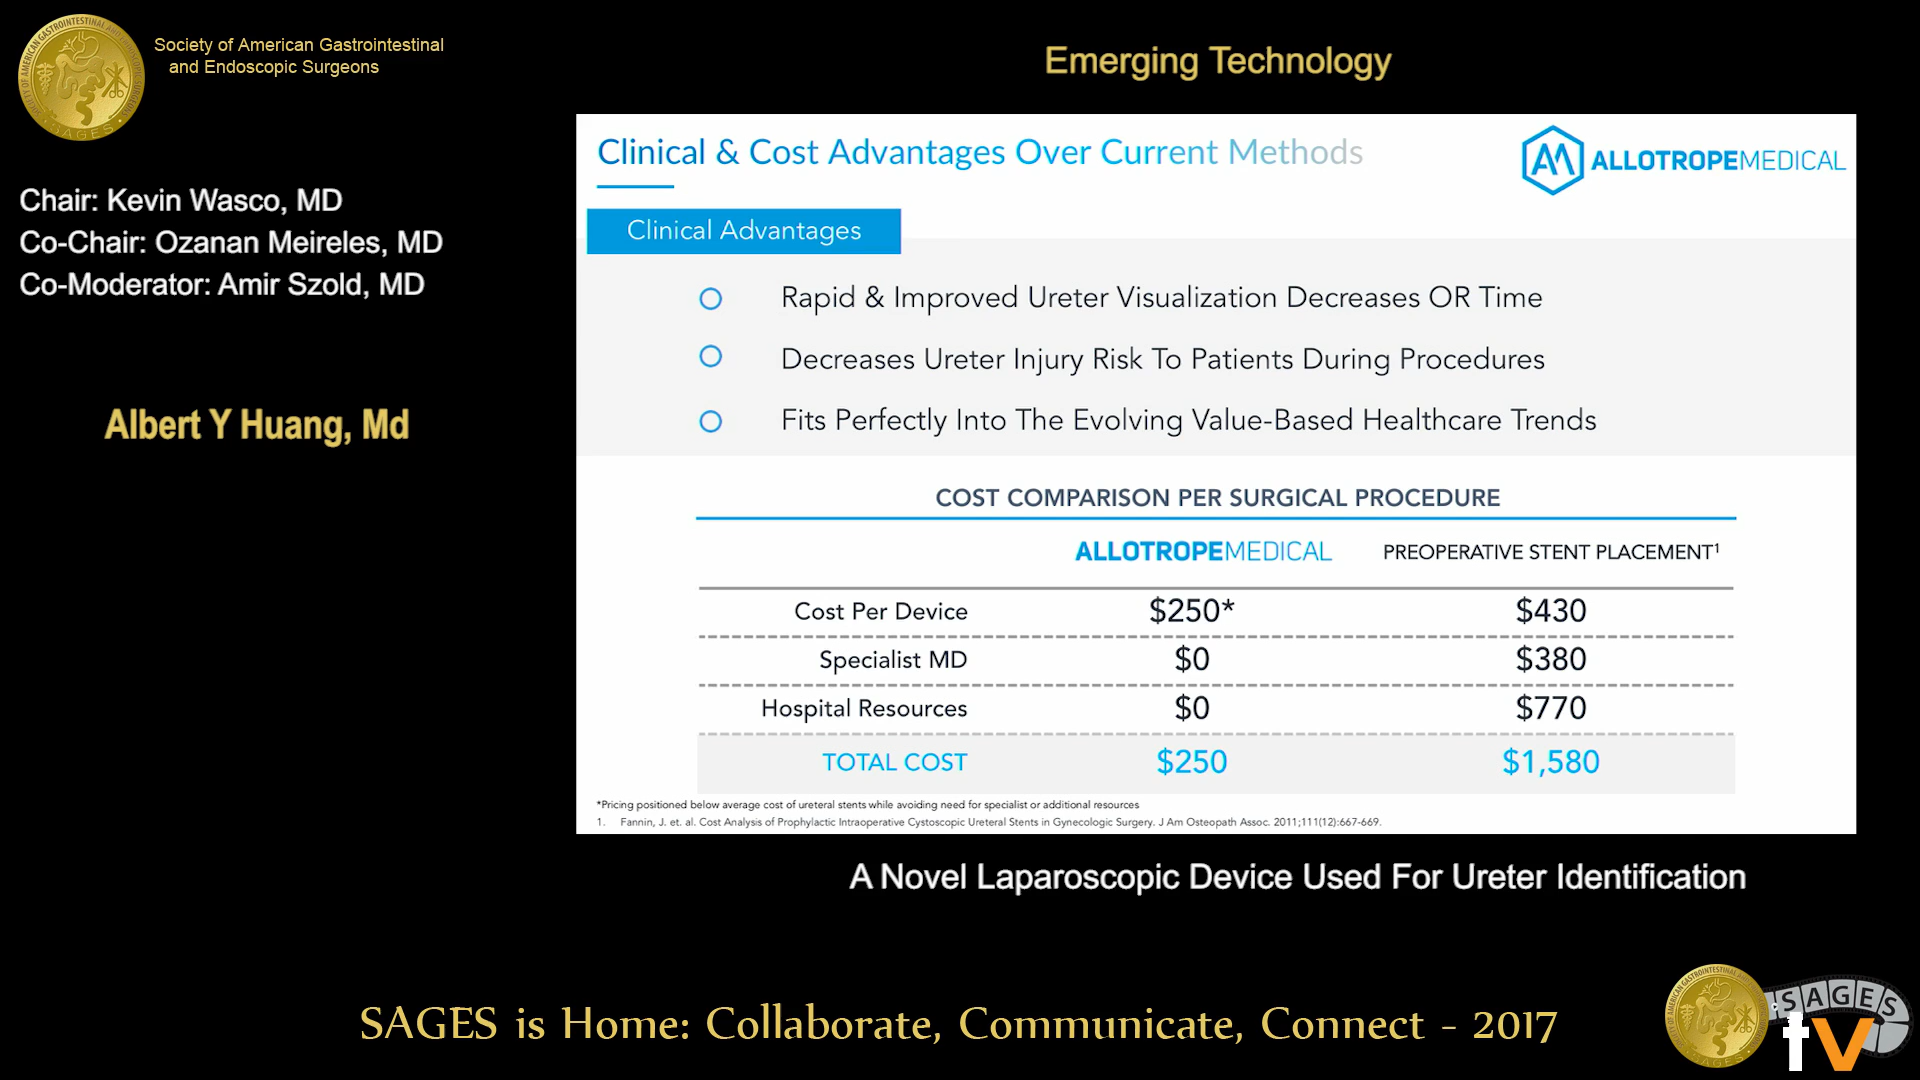 Society of American Gastrointestinal
and Endoscopic Surgeons
Emerging Technology
Chair: Kevin Wasco, MD
Co-Chair: Ozanan Meireles, MD
Co-Moderator: Amir Szold, MD
Albert Y Huang, Md
Clinical & Cost Advantages Over Current Methods
ALLOTROPEMEDICAL
Clinical Advantages
Rapid & Improved Ureter Visualization Decreases OR Time
Decreases Ureter Injury Risk To Patients During Procedures
Fits Perfectly Into The Evolving Value-Based Healthcare Trends
COST COMPARISON PER SURGICAL PROCEDURE
ALLOTROPEMEDICAL PREOPERATIVE STENT PLACEMENT¹
Cost Per Device $250* $430
Specialist MD $0 $380
Hospital Resources $0 $770
TOTAL COST $250 $1,580
*Pricing positioned below average cost of ureteral stents while avoiding need for specialist or additional resources
1. Fannin, J. et. al. Cost Analysis of Prophylactic Intraoperative Cystoscopic Ureteral Stents in Gynecologic Surgery. J Am Osteopath Assoc. 2011;111(12):667-669.
A Novel Laparoscopic Device Used For Ureter Identification
SAGES is Home: Collaborate, Communicate, Connect - 2017
SAGES
tv